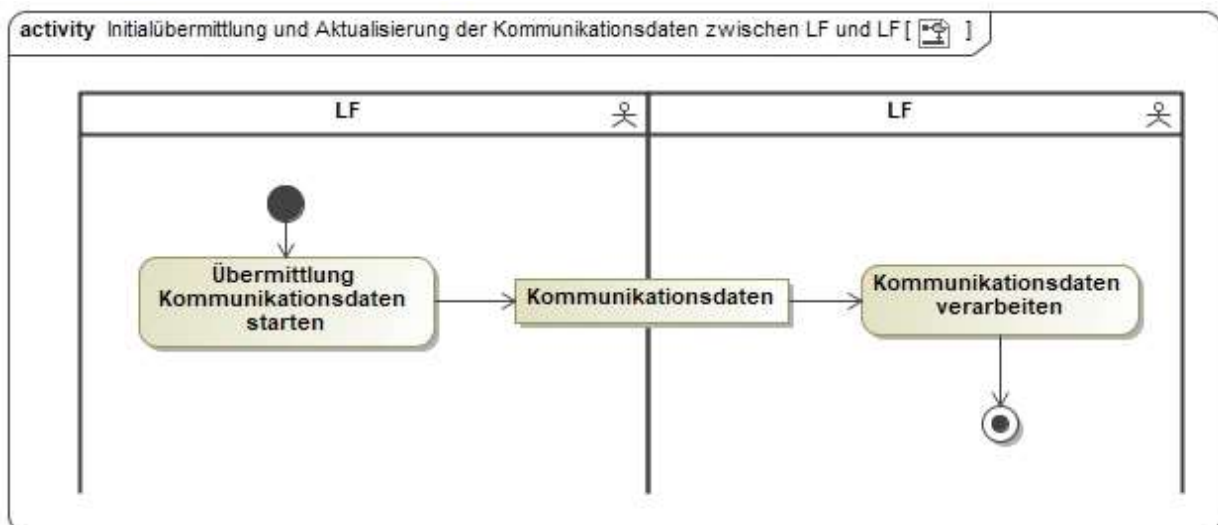 activity Initialübermittlung und Aktualisierung der Kommunikationsdaten zwischen LF und LF [ ]
LF
LF
Übermittlung
Kommunikationsdaten
starten
Kommunikationsdaten
Kommunikationsdaten
verarbeiten